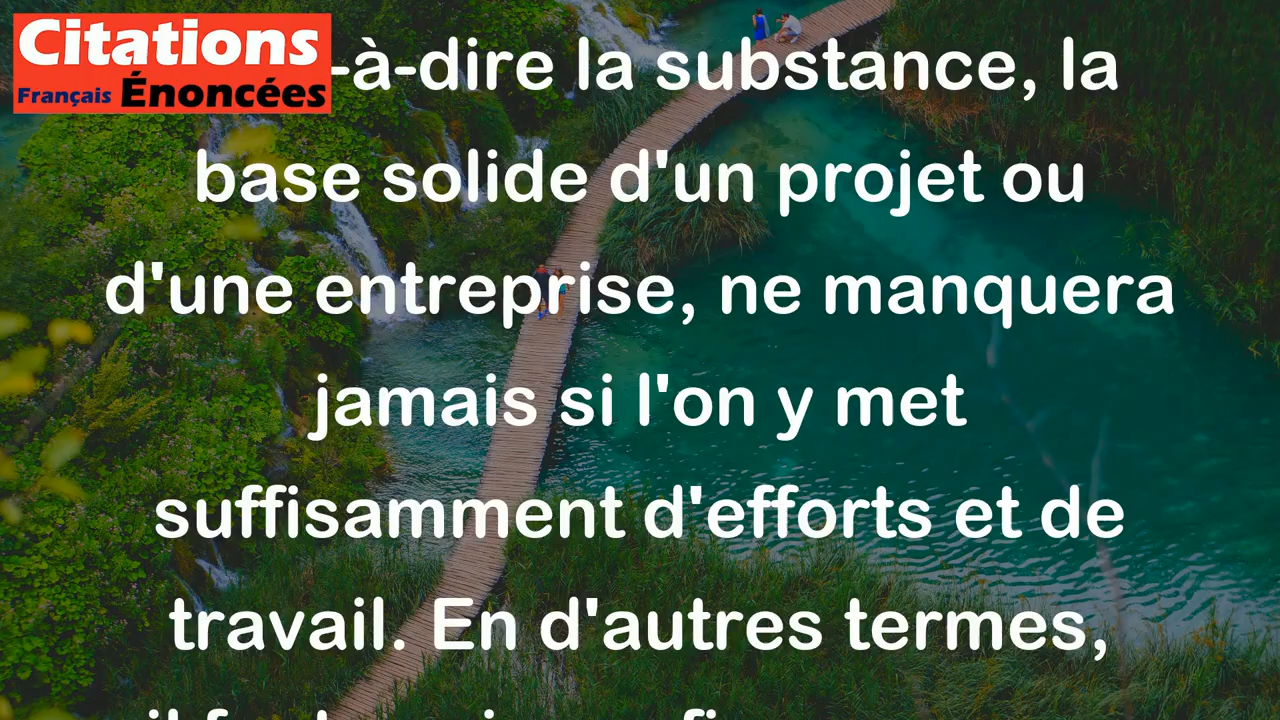 Citations
Français Énoncées
-à-dire la substance, la
base solide d'un projet ou
d'une entreprise, ne manquera
jamais si l'on y met
suffisamment d'efforts et de
travail. En d'autres termes,